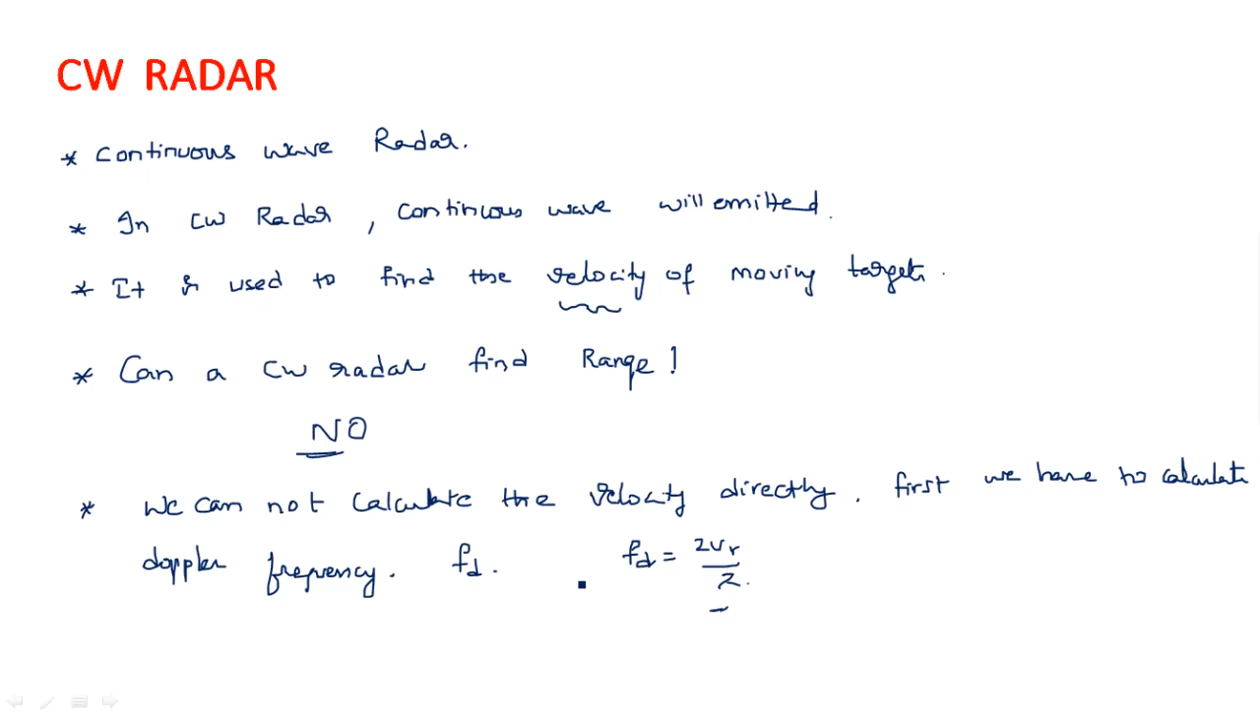 CW RADAR
* Continuous wave Radar.
* In CW Radar, continuous wave will emitted.
* It is used to find the velocity of moving target.
* Can a CW radar find Range!
NO
* We can not calculate the velocity directly. first we have to calculate
doppler frequency. fd. fd = 2Vr/λ.